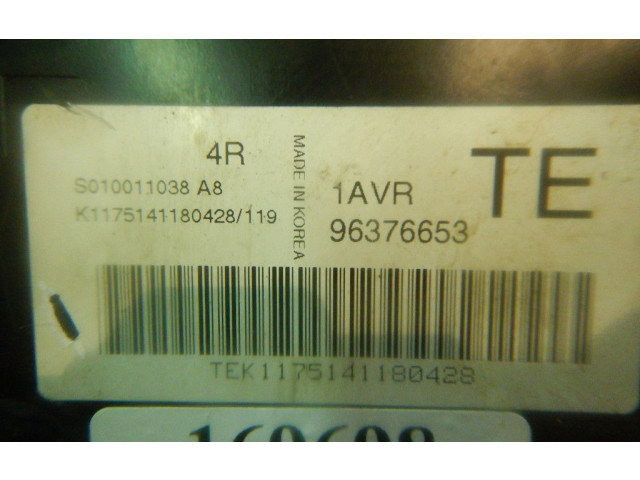 4R
S010011038 A8
K1175141180428/119
MADE IN KOREA
1AVR
96376653
TE
TEK1175141180428